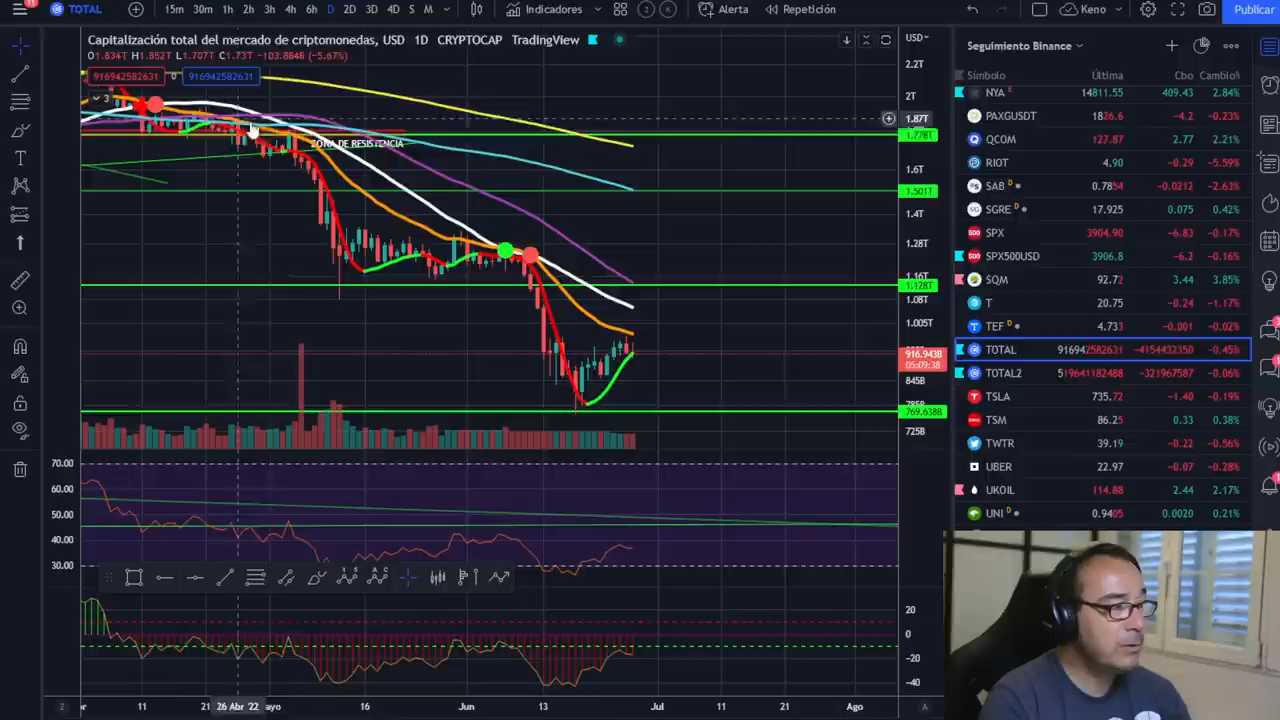 11
TOTAL
15m 30m 1h 2h 3h 4h 6h D 2D 3D 4D S M
Indicadores
Alerta
Repetición
Keno
Publicar
Capitalización total del mercado de criptomonedas, USD 1D CRYPTOCAP TradingView
O1.834T H1.852T L1.707T C1.73T -103.884B (-5.67%)
916942582631 0 916942582631
3
ZONA DE RESISTENCIA
USD
2.2T
2T
1.87T
1.778T
1.6T
1.501T
1.4T
1.28T
1.16T
1.128T
1.08T
1.005T
916.943B
05:09:38
845B
785B
769.638B
725B
70.00
60.00
50.00
40.00
30.00
20
0
-20
-40
11 21 26 Abr '22 ayo 16 Jun 13 Jul 11 21 Ago
Z
A
Seguimiento Binance
Símbolo Última Cbo Cambio%
NYA E 14811.55 409.43 2.84%
PAXGUSDT 1826.6 -4.2 -0.23%
QCOM 127.87 2.77 2.21%
RIOT 4.90 -0.29 -5.59%
SAB D 0.7854 -0.0212 -2.63%
SGRE D 17.925 0.075 0.42%
SPX 3904.90 -6.83 -0.17%
SPX500USD 3906.8 -6.2 -0.16%
SQM 92.72 3.44 3.85%
T 20.75 -0.24 -1.17%
TEF D 4.733 -0.001 -0.02%
TOTAL 916942582631 -4154432350 -0.45%
TOTAL2 519641182488 -321967587 -0.06%
TSLA 735.72 -1.40 -0.19%
TSM 86.25 0.33 0.38%
TWTR 39.19 -0.22 -0.56%
UBER 22.97 -0.07 -0.28%
UKOIL 114.88 2.44 2.17%
UNI D 0.9405 0.0020 0.21%